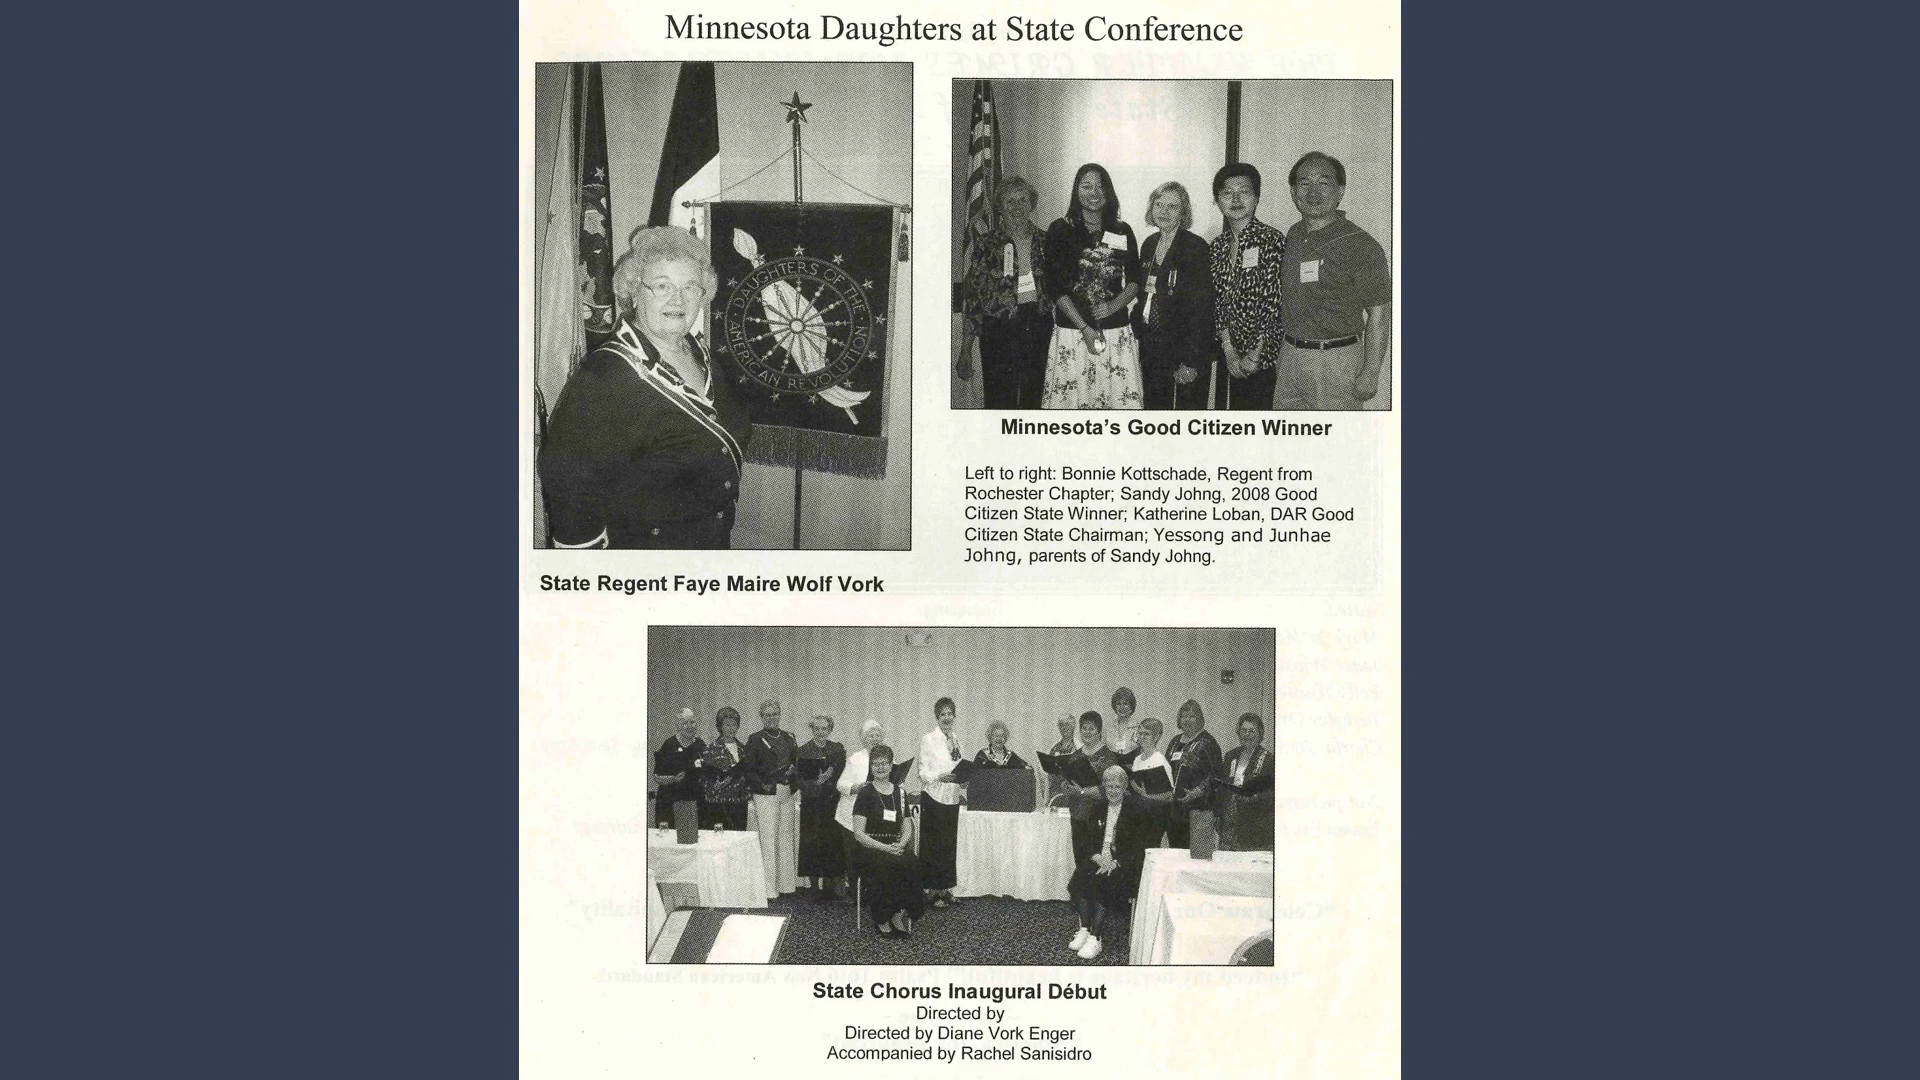 Minnesota Daughters at State Conference
DAUGHTERS OF THE
AMERICAN REVOLUTION
Minnesota's Good Citizen Winner
Left to right: Bonnie Kottschade, Regent from
Rochester Chapter; Sandy Johng, 2008 Good
Citizen State Winner; Katherine Loban, DAR Good
Citizen State Chairman; Yessong and Junhae
Johng, parents of Sandy Johng.
State Regent Faye Maire Wolf Vork
State Chorus Inaugural Début
Directed by
Directed by Diane Vork Enger
Accompanied by Rachel Sanisidro